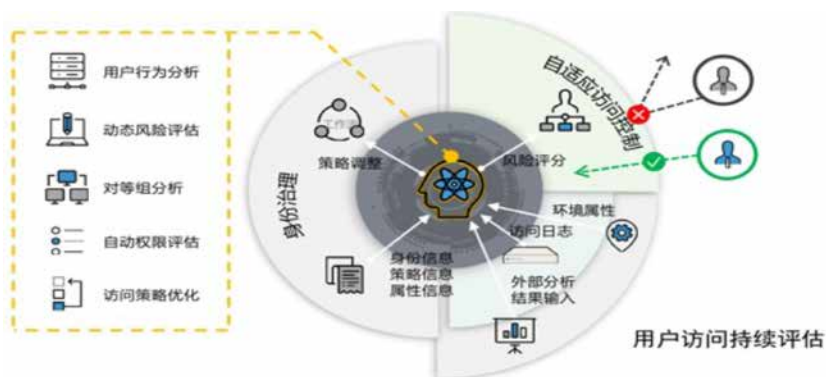 用户行为分析
动态风险评估
对等组分析
自动权限评估
访问策略优化
身份治理
工作流
策略调整
身份信息
策略信息
属性信息
自适应访问控制
风险评分
环境属性
访问日志
外部分析
结果输入
用户访问持续评估